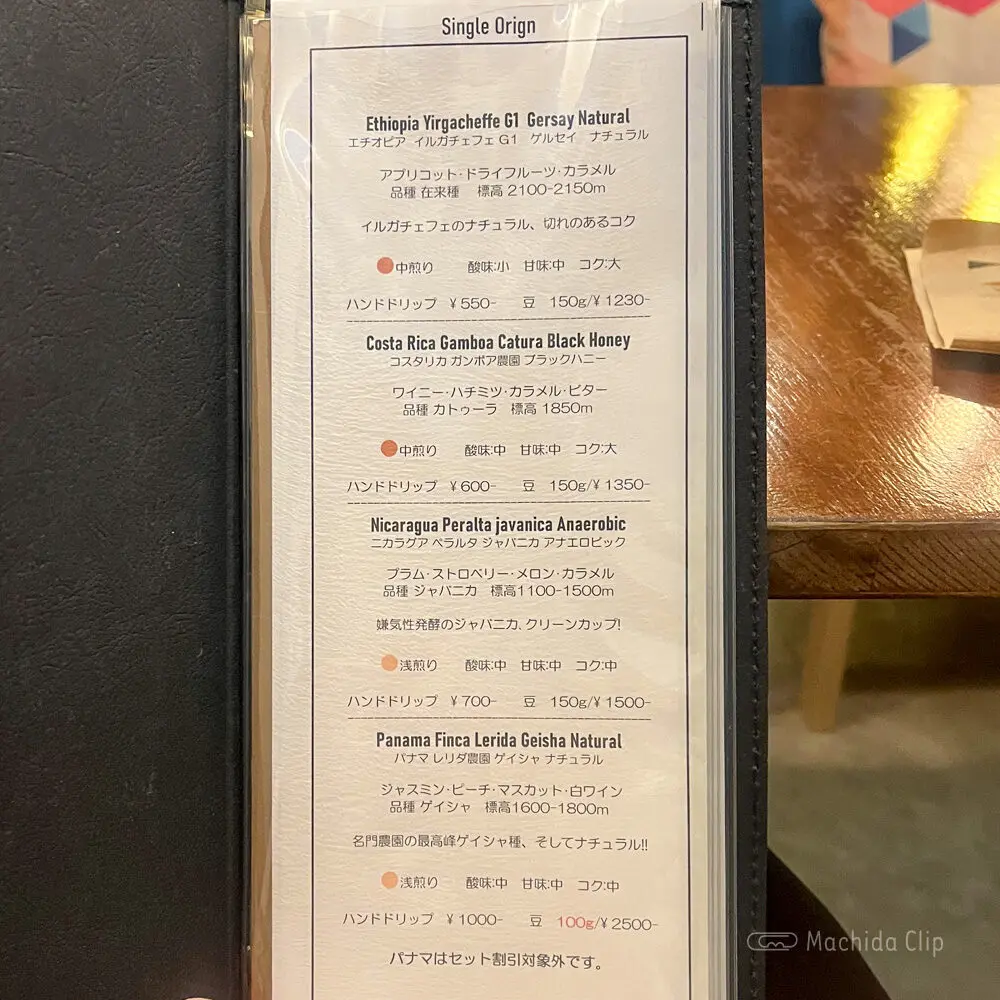 Single Orign
Ethiopia Yirgacheffe G1 Gersay Natural
エチオピア イルガチェフェ G1 ゲルセイ ナチュラル
アプリコット・ドライフルーツ・カラメル
品種 在来種 標高 2100-2150m
イルガチェフェのナチュラル、切れのあるコク
中煎り 酸味:小 甘味:中 コク:大
ハンドドリップ ¥550- 豆 150g/¥1230-
Costa Rica Gamboa Catura Black Honey
コスタリカ ガンボア農園 ブラックハニー
ワイニー・ハチミツ・カラメル・ビター
品種 カトゥーラ 標高 1850m
中煎り 酸味:中 甘味:中 コク:大
ハンドドリップ ¥600- 豆 150g/¥1350-
Nicaragua Peralta javanica Anaerobic
ニカラグア ペラルタ ジャバニカ アナエロビック
プラム・ストロベリー・メロン・カラメル
品種 ジャバニカ 標高1100-1500m
嫌気性発酵のジャバニカ、クリーンカップ!
浅煎り 酸味:中 甘味:中 コク:中
ハンドドリップ ¥700- 豆 150g/¥1500-
Panama Finca Lerida Geisha Natural
パナマ レリダ農園 ゲイシャ ナチュラル
ジャスミン・ピーチ・マスカット・白ワイン
品種 ゲイシャ 標高1600-1800m
名門農園の最高峰ゲイシャ種、そしてナチュラル!!
浅煎り 酸味:中 甘味:中 コク:中
ハンドドリップ ¥1000- 豆 100g/¥2500-
パナマはセット割引対象外です。
Machida Clip